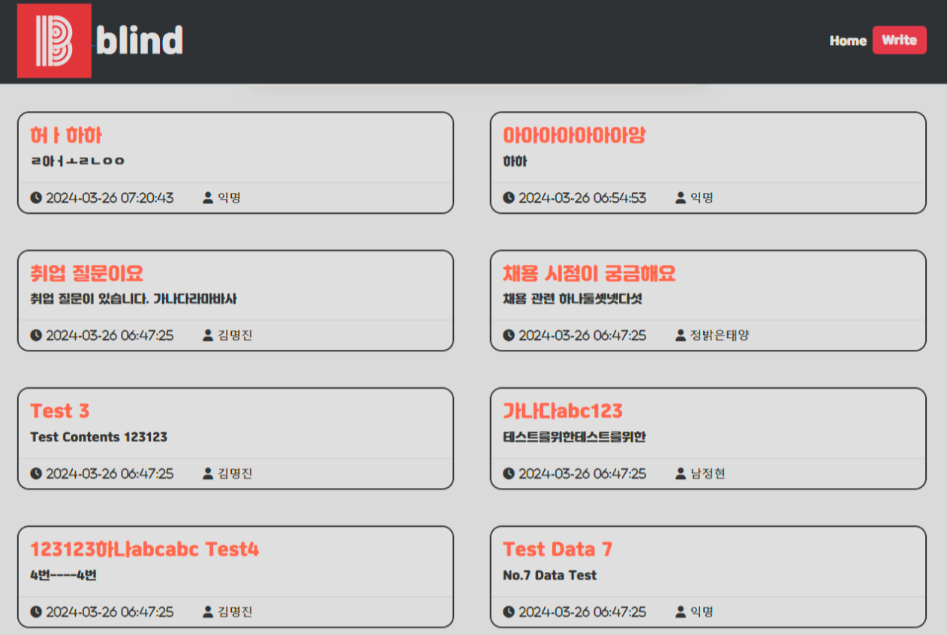 blind
Home Write
허ㅏ 하하
ㄹ아ㅓㅗㄹㄴㅇㅇ
2024-03-26 07:20:43 익명
아아아아아아아앙
하하
2024-03-26 06:54:53 익명
취업 질문이요
취업 질문이 있습니다. 가나다라마바사
2024-03-26 06:47:25 김명진
채용 시점이 궁금해요
채용 관련 하나둘셋넷다섯
2024-03-26 06:47:25 정밝은태양
Test 3
Test Contents 123123
2024-03-26 06:47:25 김명진
가나다abc123
테스트를위한테스트를위한
2024-03-26 06:47:25 남정현
123123하나abcabc Test4
4번----4번
2024-03-26 06:47:25 김명진
Test Data 7
No.7 Data Test
2024-03-26 06:47:25 익명